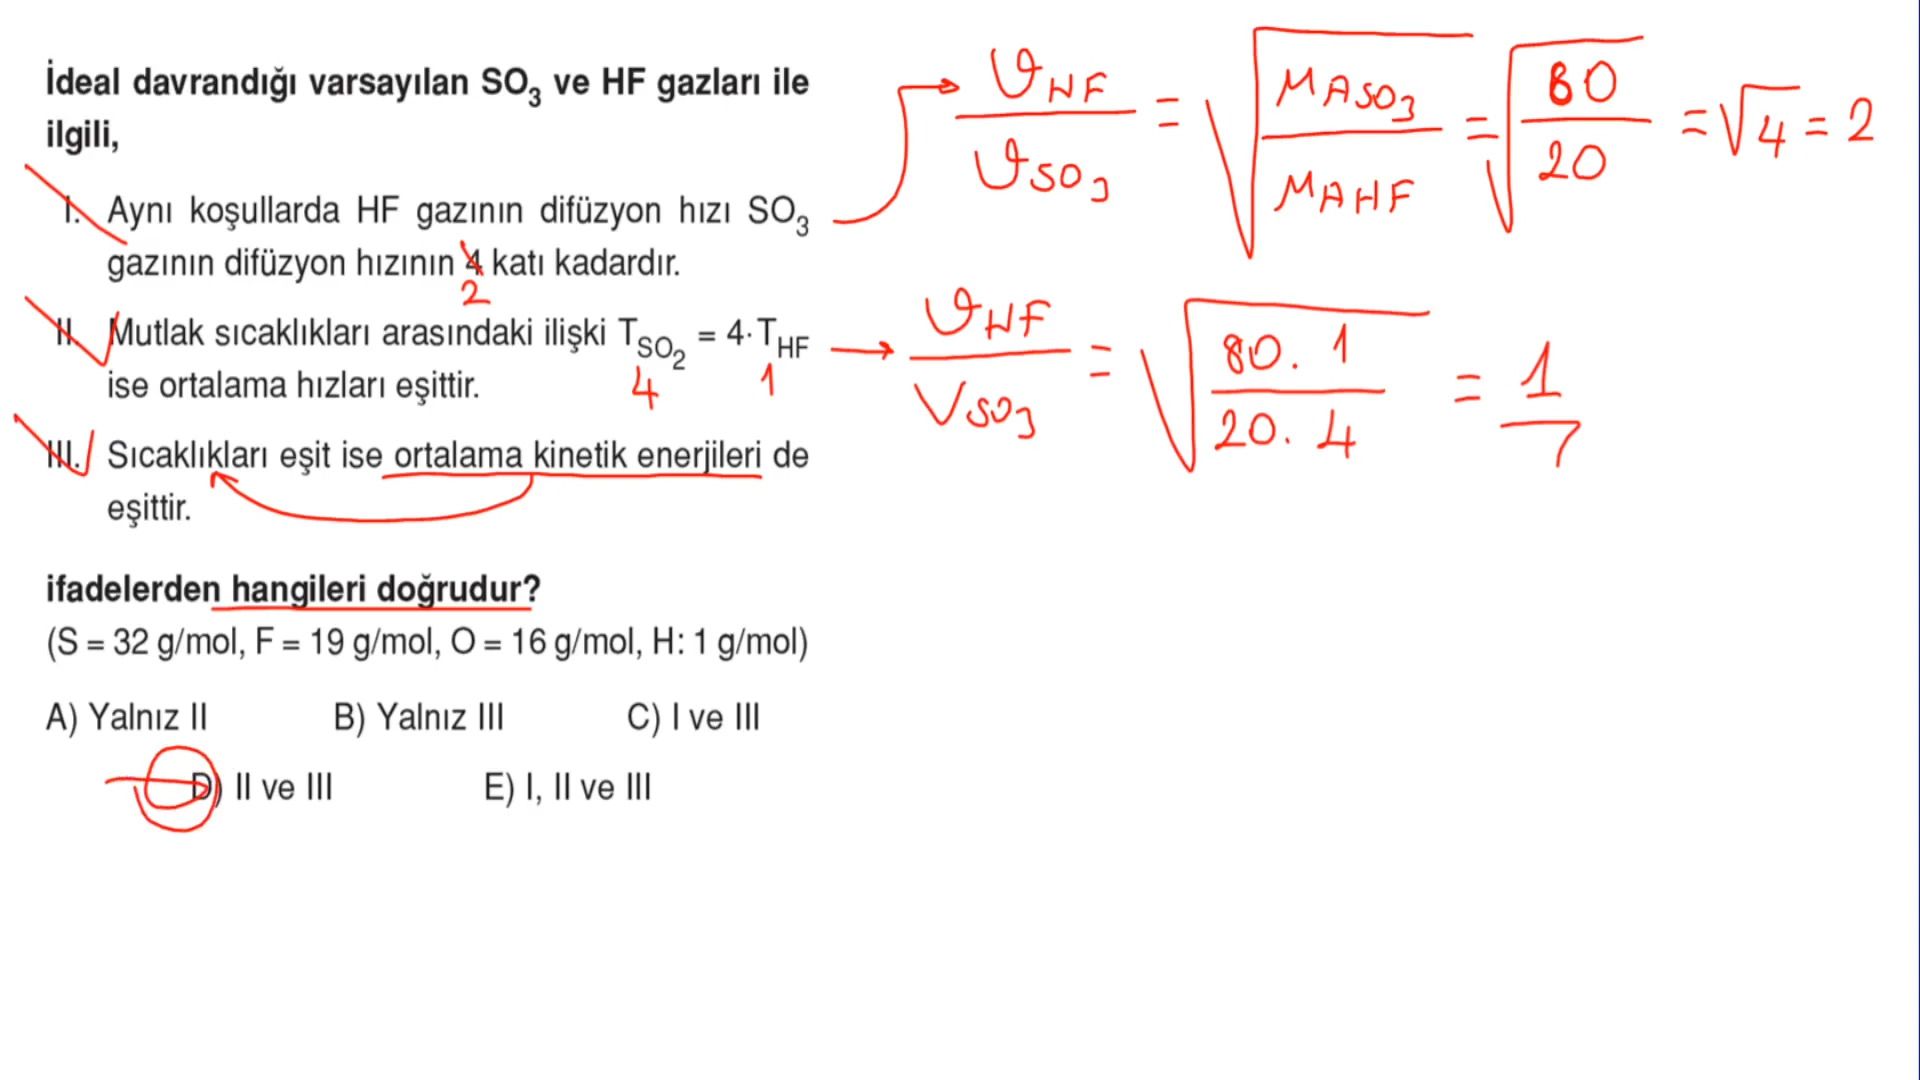 İdeal davrandığı varsayılan SO₃ ve HF gazları ile
ilgili,
I. Aynı koşullarda HF gazının difüzyon hızı SO₃
gazının difüzyon hızının 4 katı kadardır.
2
II. Mutlak sıcaklıkları arasındaki ilişki T_SO₂ = 4·T_HF
4 1
ise ortalama hızları eşittir.
III. Sıcaklıkları eşit ise ortalama kinetik enerjileri de
eşittir.
ifadelerden hangileri doğrudur?
(S = 32 g/mol, F = 19 g/mol, O = 16 g/mol, H: 1 g/mol)
A) Yalnız II B) Yalnız III C) I ve III
D) II ve III E) I, II ve III
ϑHF / ϑSO3 = √(MASO3 / MAHF) = √(80 / 20) = √4 = 2
ϑHF / VSO3 = √(80. 1 / 20. 4) = 1 / 1